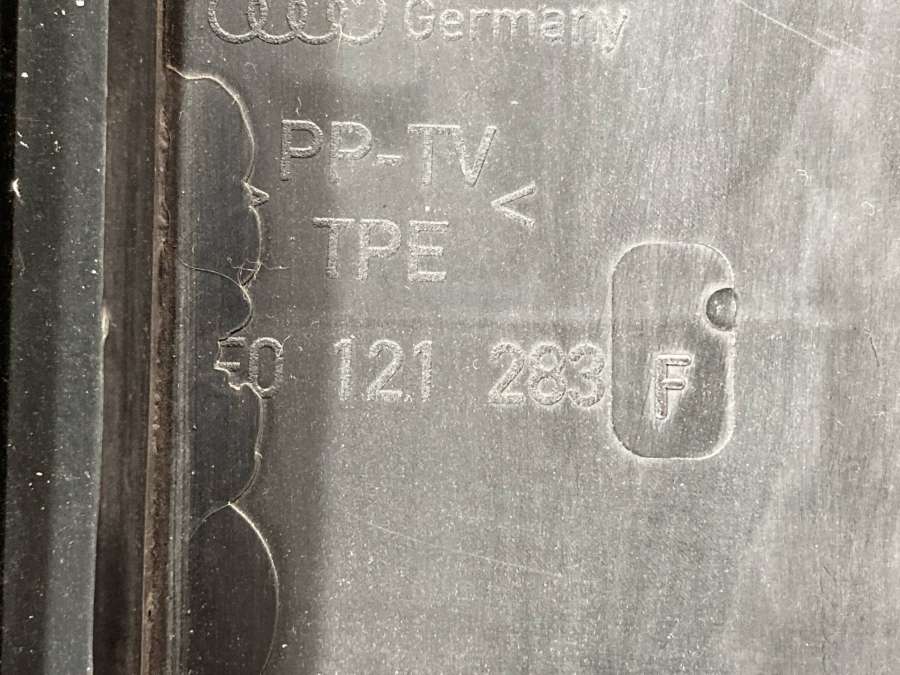 Germany
PP-TV
TPE <
E0 121 283 F